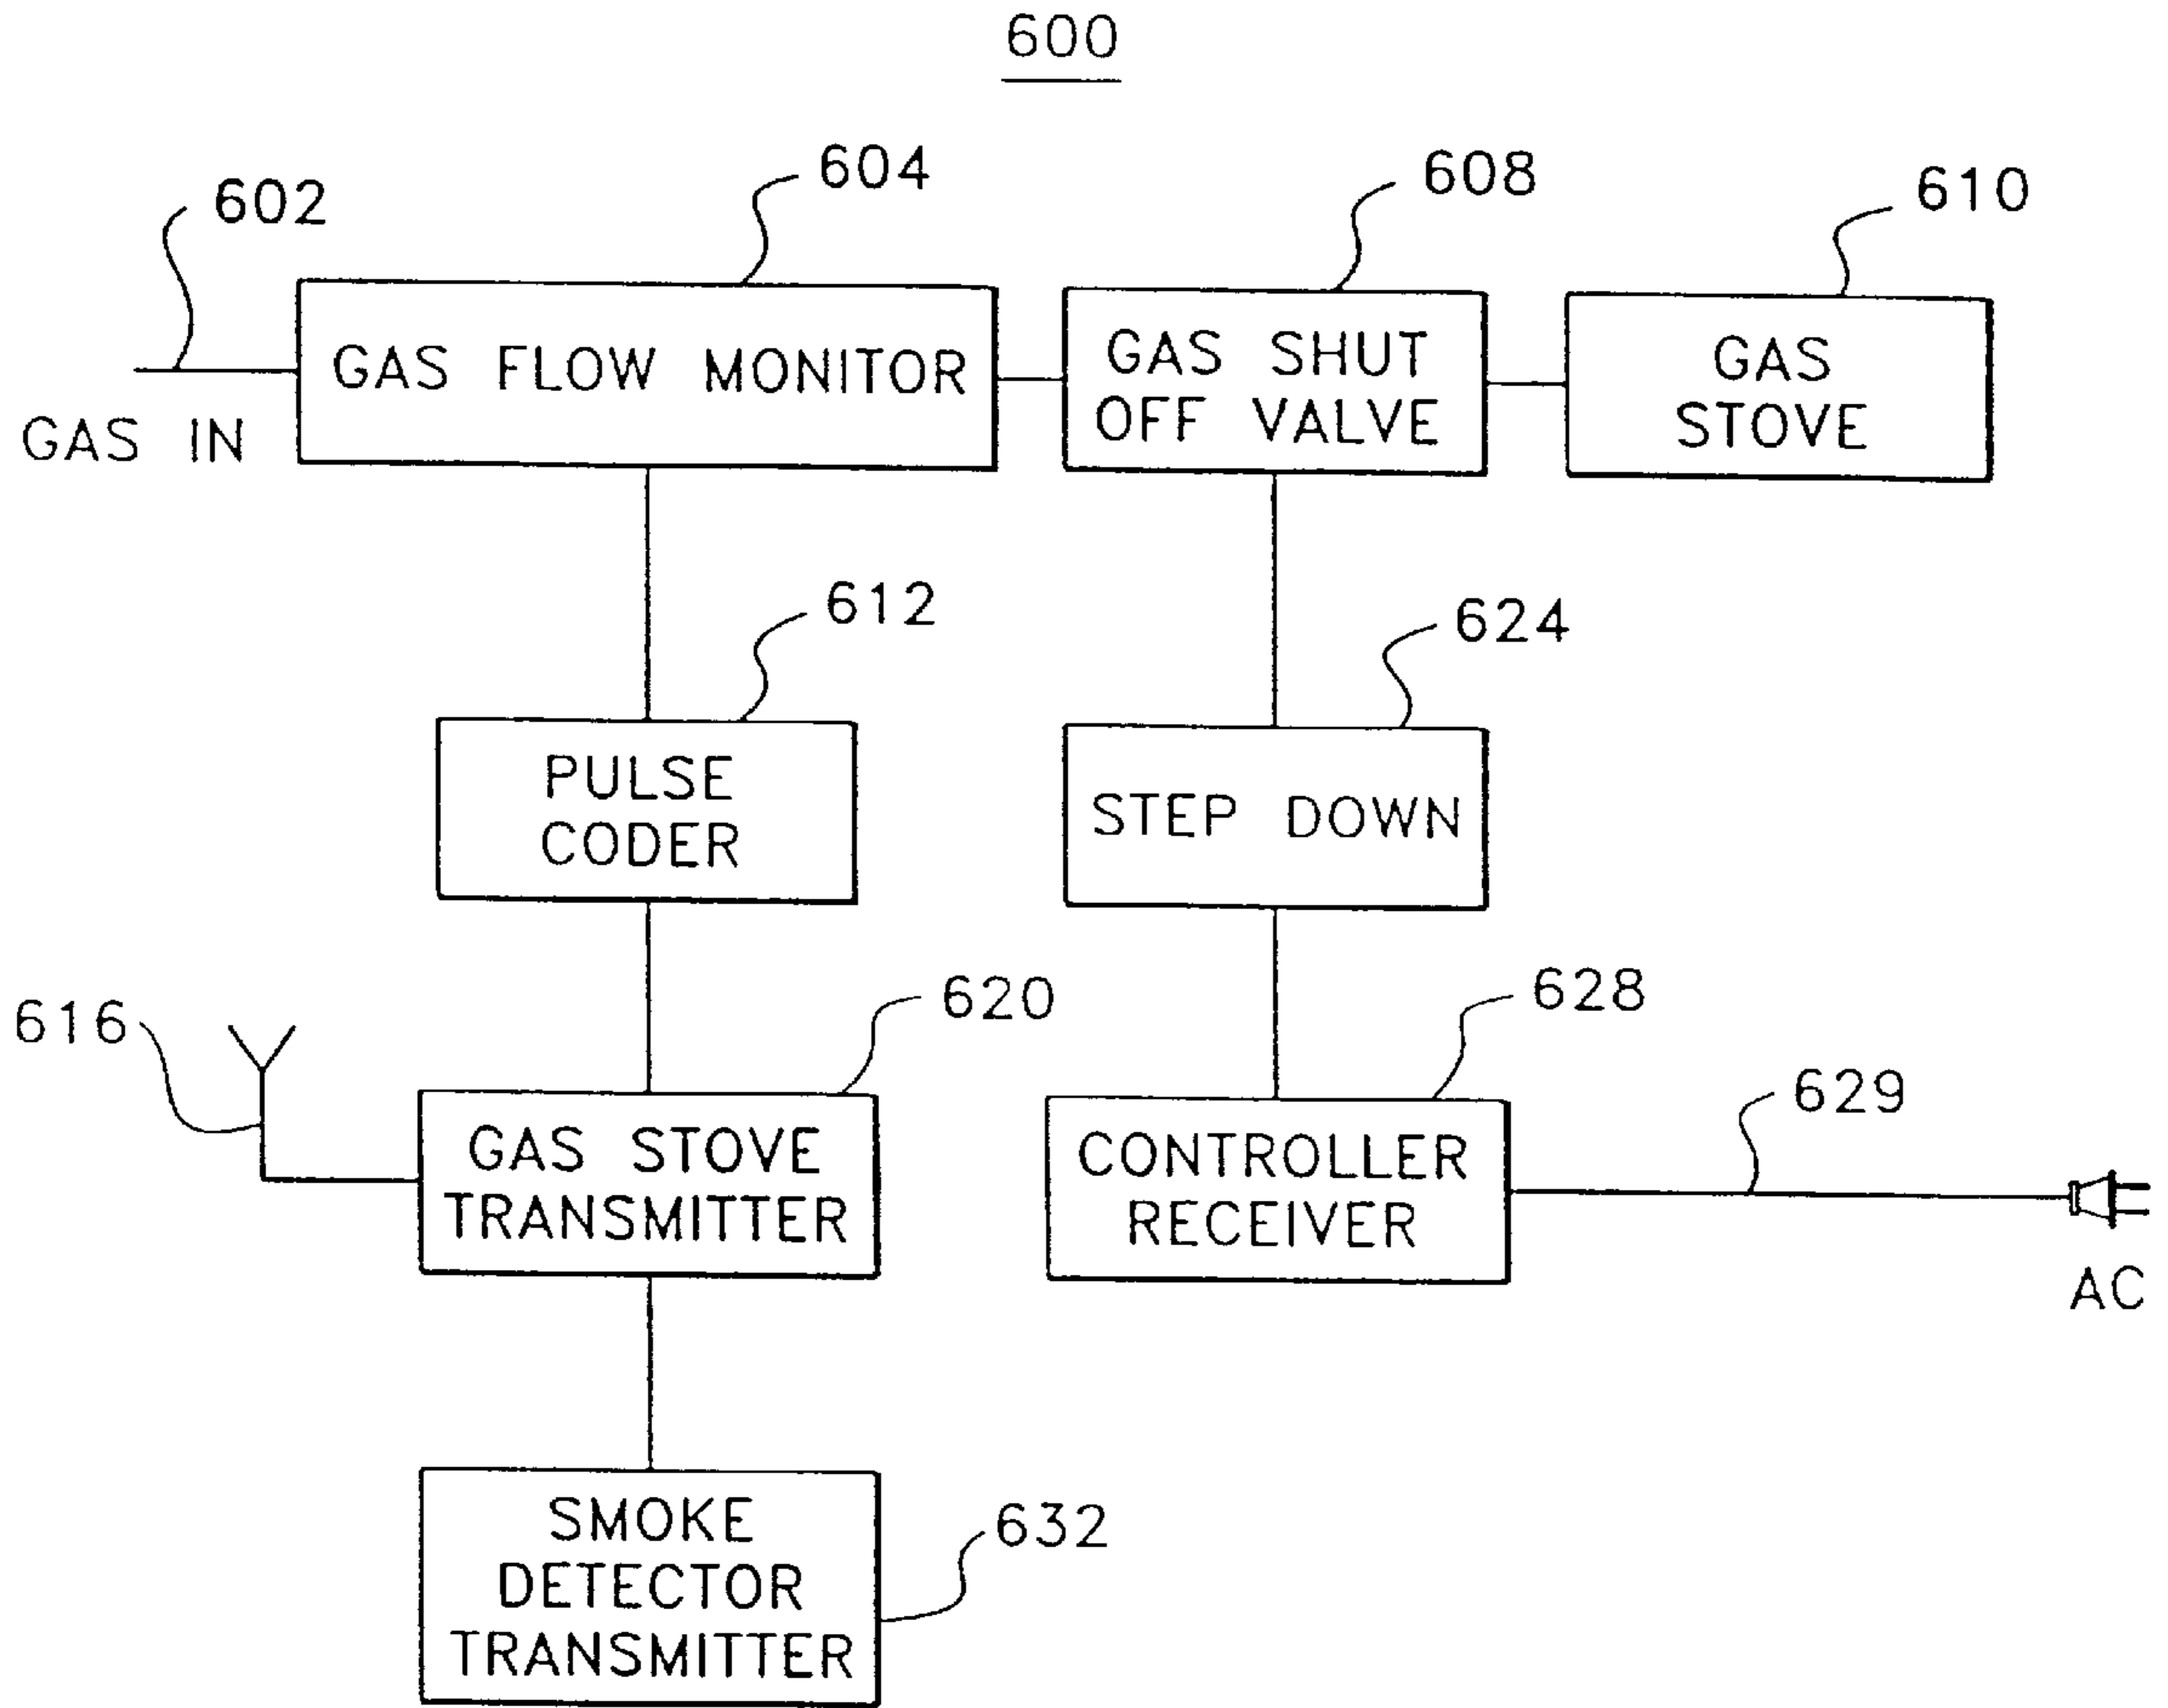 600
602
604
608
610
GAS IN
GAS FLOW MONITOR
GAS SHUT
OFF VALVE
GAS
STOVE
612
624
PULSE
CODER
STEP DOWN
616
620
628
629
GAS STOVE
TRANSMITTER
CONTROLLER
RECEIVER
AC
SMOKE
DETECTOR
TRANSMITTER
632